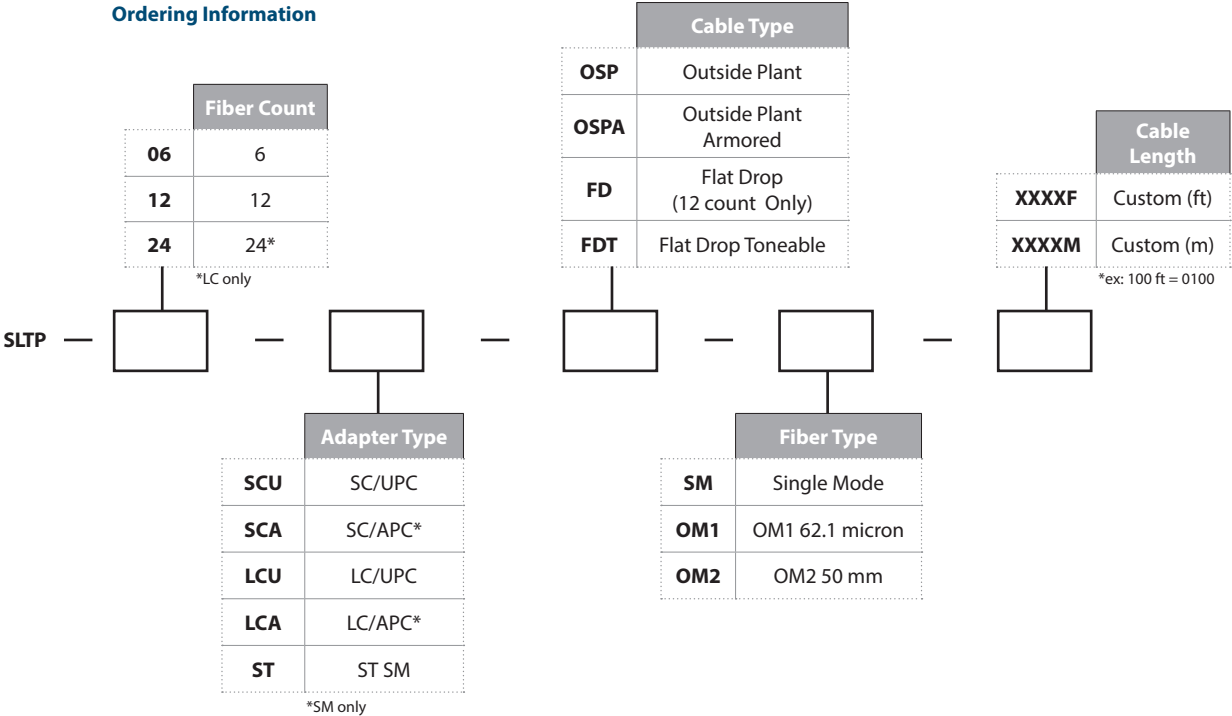 Ordering Information
Cable Type
OSP Outside Plant
OSPA Outside Plant
Armored
FD Flat Drop
(12 count Only)
FDT Flat Drop Toneable
Fiber Count
06 6
12 12
24 24*
*LC only
Cable
Length
XXXXF Custom (ft)
XXXXM Custom (m)
*ex: 100 ft = 0100
SLTP — — — — —
Adapter Type
SCU SC/UPC
SCA SC/APC*
LCU LC/UPC
LCA LC/APC*
ST ST SM
*SM only
Fiber Type
SM Single Mode
OM1 OM1 62.1 micron
OM2 OM2 50 mm